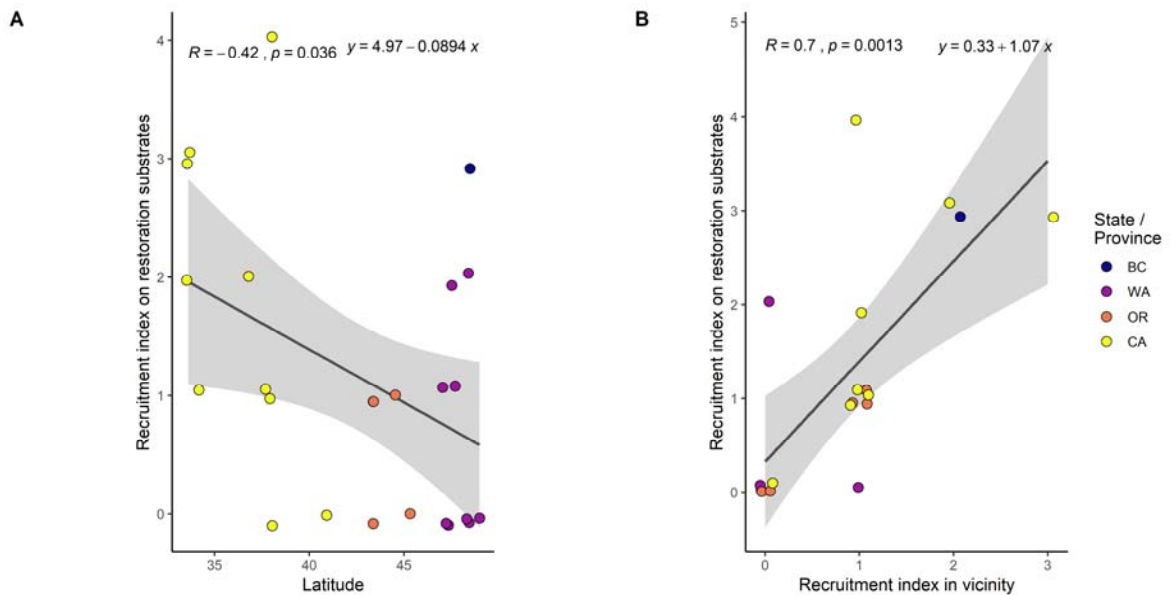 A
R = −0.42 , p = 0.036
y = 4.97 − 0.0894 x
Recruitment index on restoration substrates
4
3
2
1
0
35
40
45
Latitude
B
R = 0.7 , p = 0.0013
y = 0.33 + 1.07 x
Recruitment index on restoration substrates
5
4
3
2
1
0
0
1
2
3
Recruitment index in vicinity
State /
Province
BC
WA
OR
CA